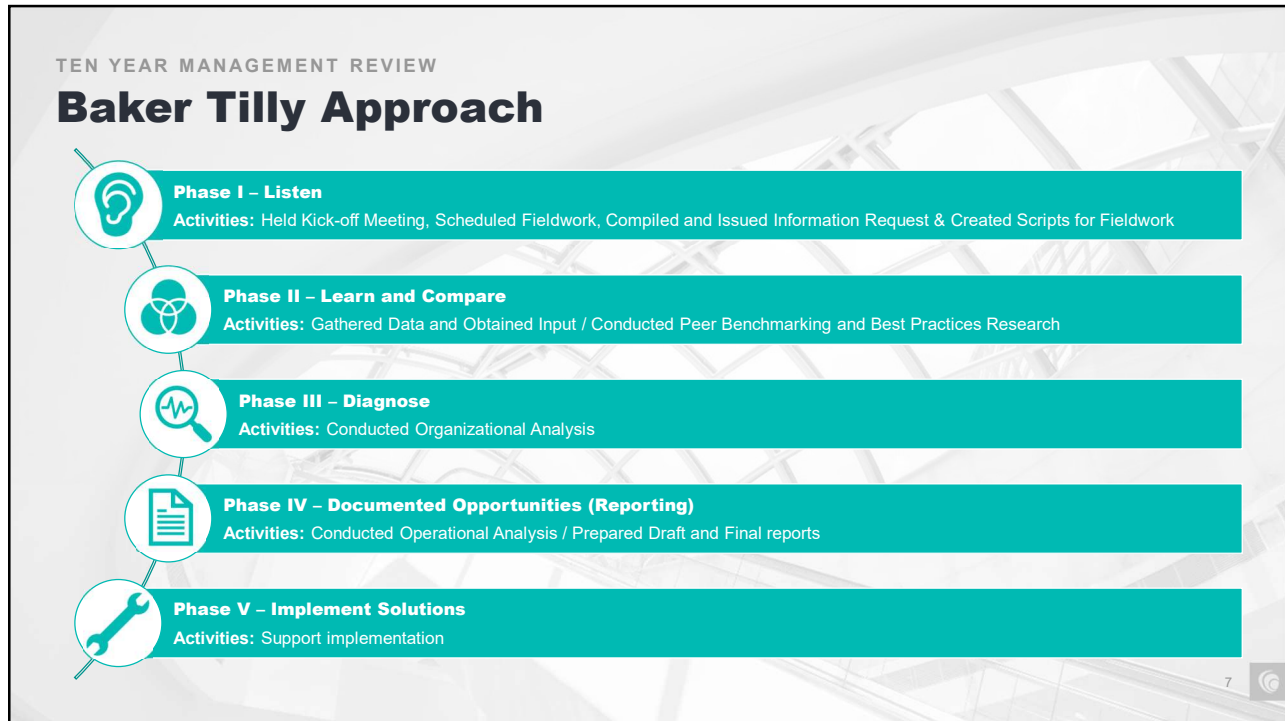 TEN YEAR MANAGEMENT REVIEW
Baker Tilly Approach
Phase I – Listen
Activities: Held Kick-off Meeting, Scheduled Fieldwork, Compiled and Issued Information Request & Created Scripts for Fieldwork
Phase II – Learn and Compare
Activities: Gathered Data and Obtained Input / Conducted Peer Benchmarking and Best Practices Research
Phase III – Diagnose
Activities: Conducted Organizational Analysis
Phase IV – Documented Opportunities (Reporting)
Activities: Conducted Operational Analysis / Prepared Draft and Final reports
Phase V – Implement Solutions
Activities: Support implementation
7